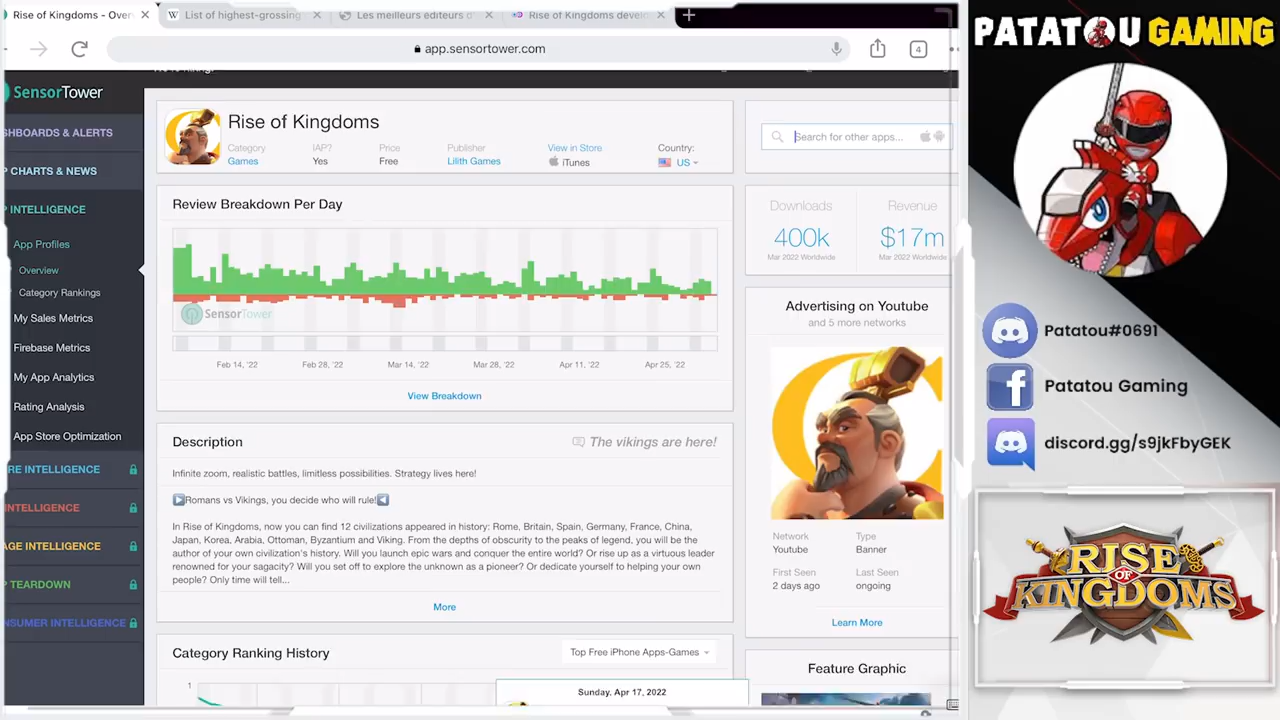 Rise of Kingdoms - Over
List of highest-grossing
Les meilleurs editeurs d'
Rise of Kingdoms devel
app.sensortower.com
4
SensorTower
SHBOARDS & ALERTS
P CHARTS & NEWS
P INTELLIGENCE
App Profiles
Overview
Category Rankings
My Sales Metrics
Firebase Metrics
My App Analytics
Rating Analysis
App Store Optimization
RE INTELLIGENCE
INTELLIGENCE
AGE INTELLIGENCE
P TEARDOWN
NSUMER INTELLIGENCE
Rise of Kingdoms
Category
Games
IAP?
Yes
Price
Free
Publisher
Lilith Games
View in Store
iTunes
Country:
US
Review Breakdown Per Day
SensorTower
Feb 14, '22
Feb 28, '22
Mar 14, '22
Mar 28, '22
Apr 11, '22
Apr 25, '22
View Breakdown
Description
The vikings are here!
Infinite zoom, realistic battles, limitless possibilities. Strategy lives here!
Romans vs Vikings, you decide who will rule!
In Rise of Kingdoms, now you can find 12 civilizations appeared in history: Rome, Britain, Spain, Germany, France, China,
Japan, Korea, Arabia, Ottoman, Byzantium and Viking. From the depths of obscurity to the peaks of legend, you will be the
author of your own civilization's history. Will you launch epic wars and conquer the entire world? Or rise up as a virtuous leader
renowned for your sagacity? Will you set off to explore the unknown as a pioneer? Or dedicate yourself to helping your own
people? Only time will tell...
More
Category Ranking History
Top Free iPhone Apps-Games
1
Sunday, Apr 17, 2022
Search for other apps...
Downloads
400k
Mar 2022 Worldwide
Revenue
$17m
Mar 2022 Worldwide
Advertising on Youtube
and 5 more networks
Network
Youtube
Type
Banner
First Seen
2 days ago
Last Seen
ongoing
Learn More
Feature Graphic
PATATOU GAMING
Patatou#0691
Patatou Gaming
discord.gg/s9jkFbyGEK
RISE
OF
KINGDOMS